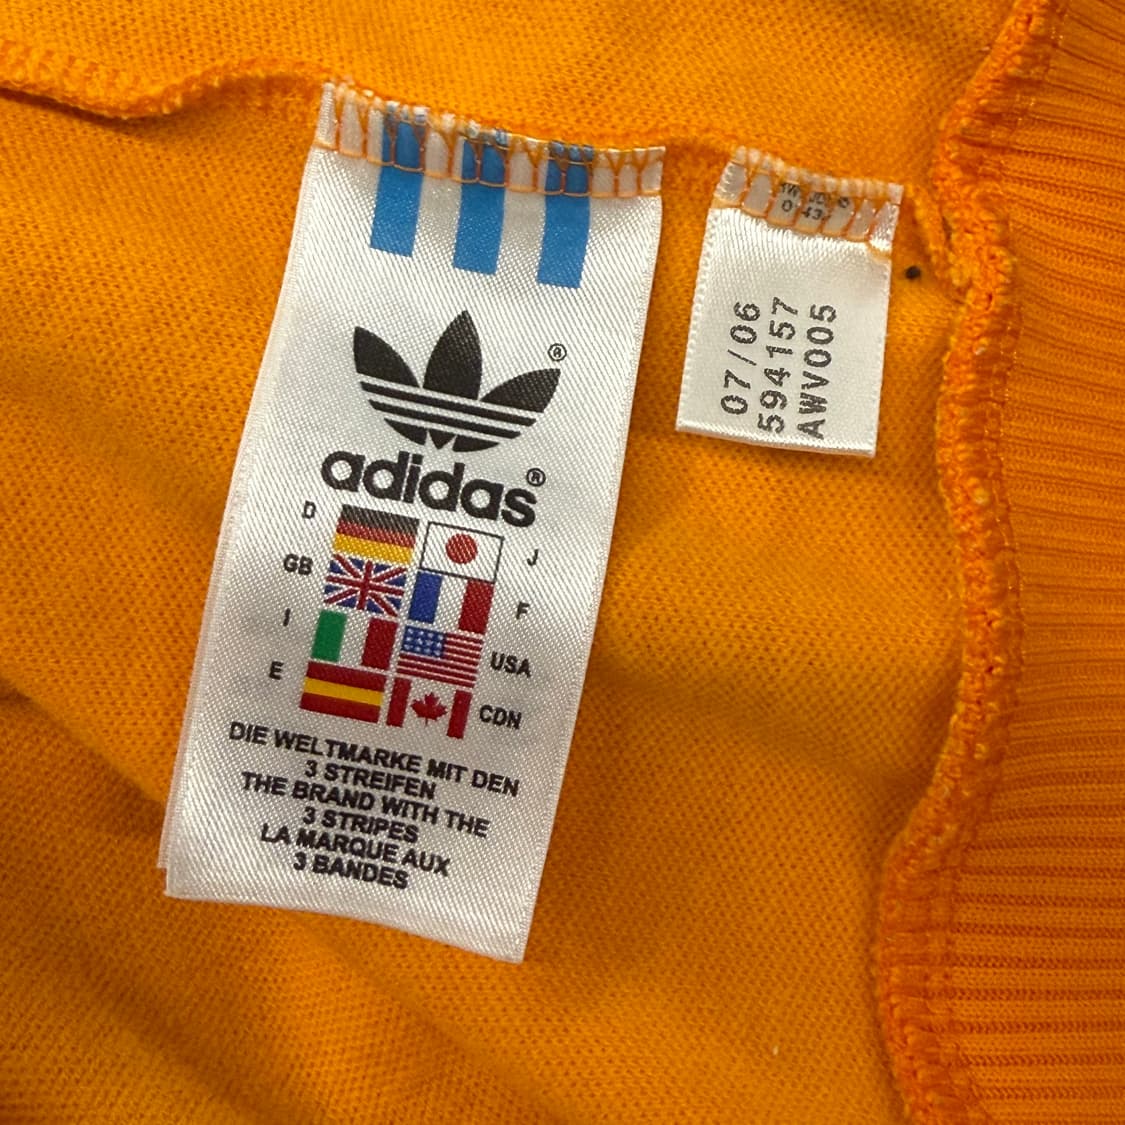 ®
adidas®
D
J
GB
F
I
USA
E
CDN
DIE WELTMARKE MIT DEN
3 STREIFEN
THE BRAND WITH THE
3 STRIPES
LA MARQUE AUX
3 BANDES
07/06
594157
AWV005